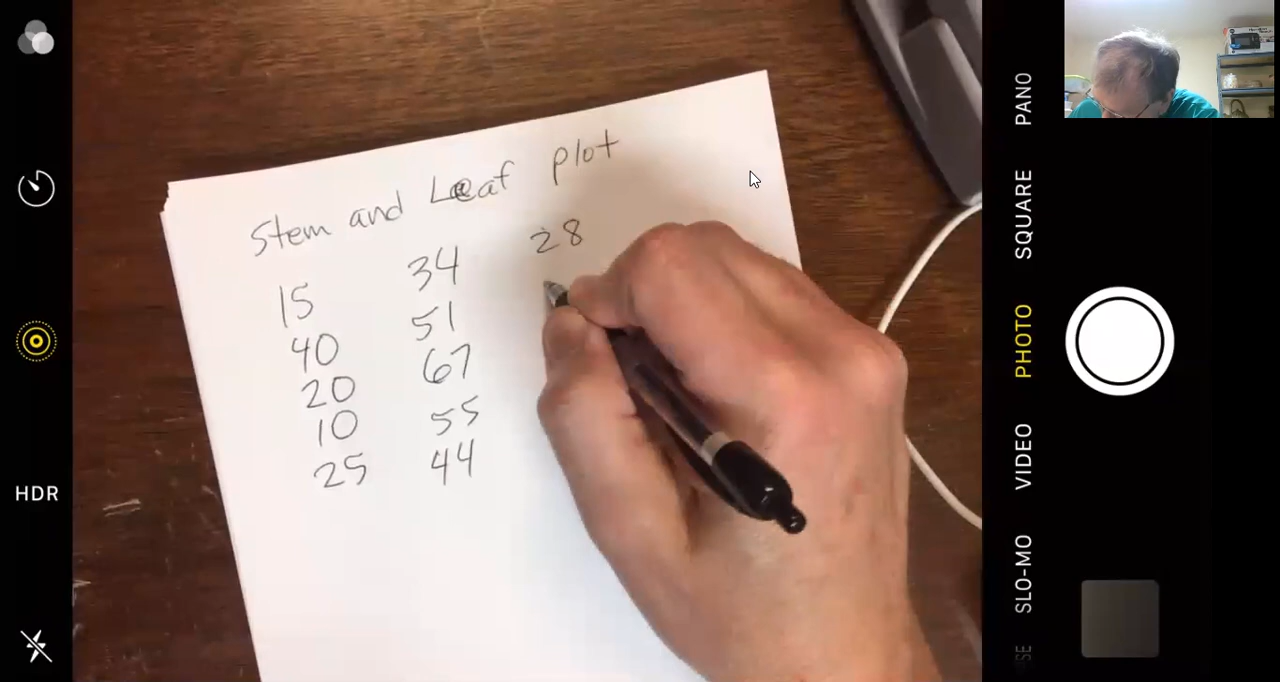 Stem and Leaf plot
15 34 28
40 51
20 67
10 55
25 44
HDR
PANO
SQUARE
PHOTO
VIDEO
SLO-MO
SE